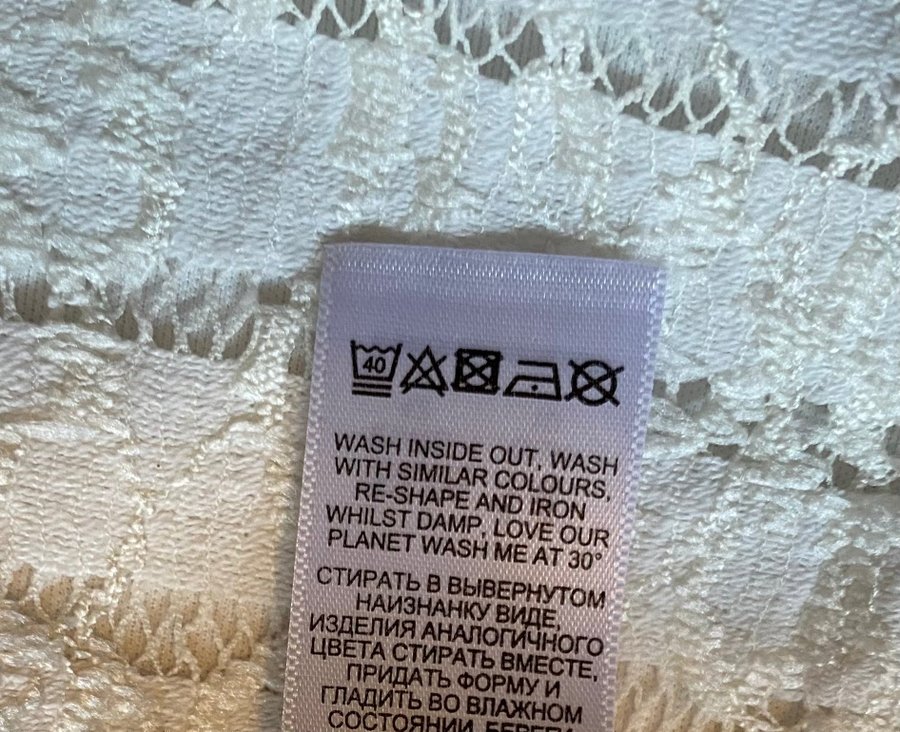 40
WASH INSIDE OUT, WASH
WITH SIMILAR COLOURS,
RE-SHAPE AND IRON
WHILST DAMP, LOVE OUR
PLANET WASH ME AT 30°
СТИРАТЬ В ВЫВЕРНУТОМ
НАИЗНАНКУ ВИДЕ,
ИЗДЕЛИЯ АНАЛОГИЧНОГО
ЦВЕТА СТИРАТЬ ВМЕСТЕ,
ПРИДАТЬ ФОРМУ И
ГЛАДИТЬ ВО ВЛАЖНОМ
СОСТОЯНИИ.